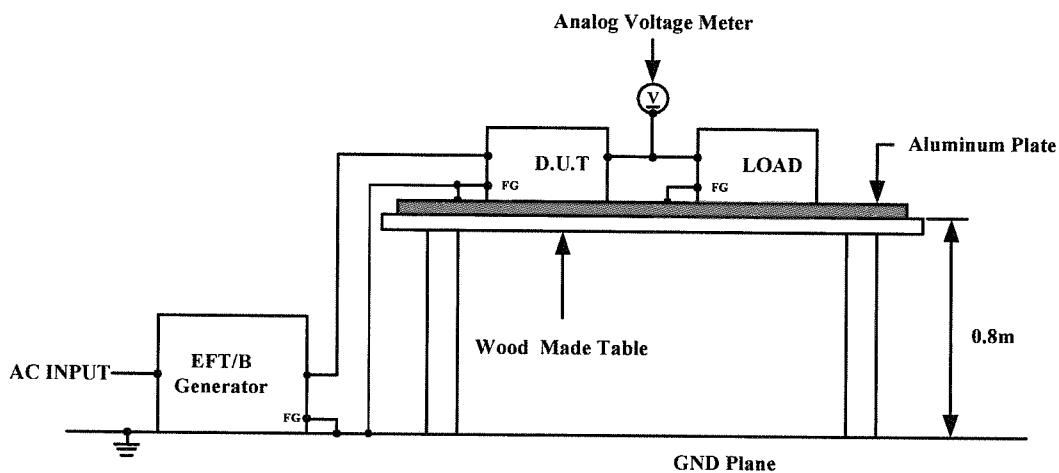 Analog Voltage Meter
V
D.U.T
LOAD
Aluminum Plate
FG
FG
Wood Made Table
0.8m
EFT/B
Generator
AC INPUT
FG
GND Plane